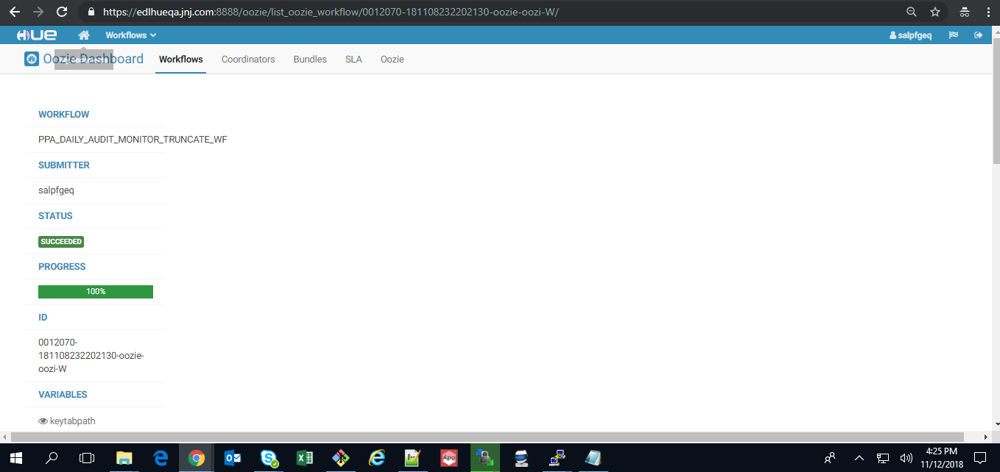 https://edlhueqa.jnj.com:8888/oozie/list_oozie_workflow/0012070-181108232202130-oozie-oozi-W/
HUE
Workflows
salpfgeq
Oozie Dashboard
Workflows
Coordinators
Bundles
SLA
Oozie
WORKFLOW
PPA_DAILY_AUDIT_MONITOR_TRUNCATE_WF
SUBMITTER
salpfgeq
STATUS
SUCCEEDED
PROGRESS
100%
ID
0012070-
181108232202130-oozie-
oozi-W
VARIABLES
keytabpath
App
4:25 PM
11/12/2018